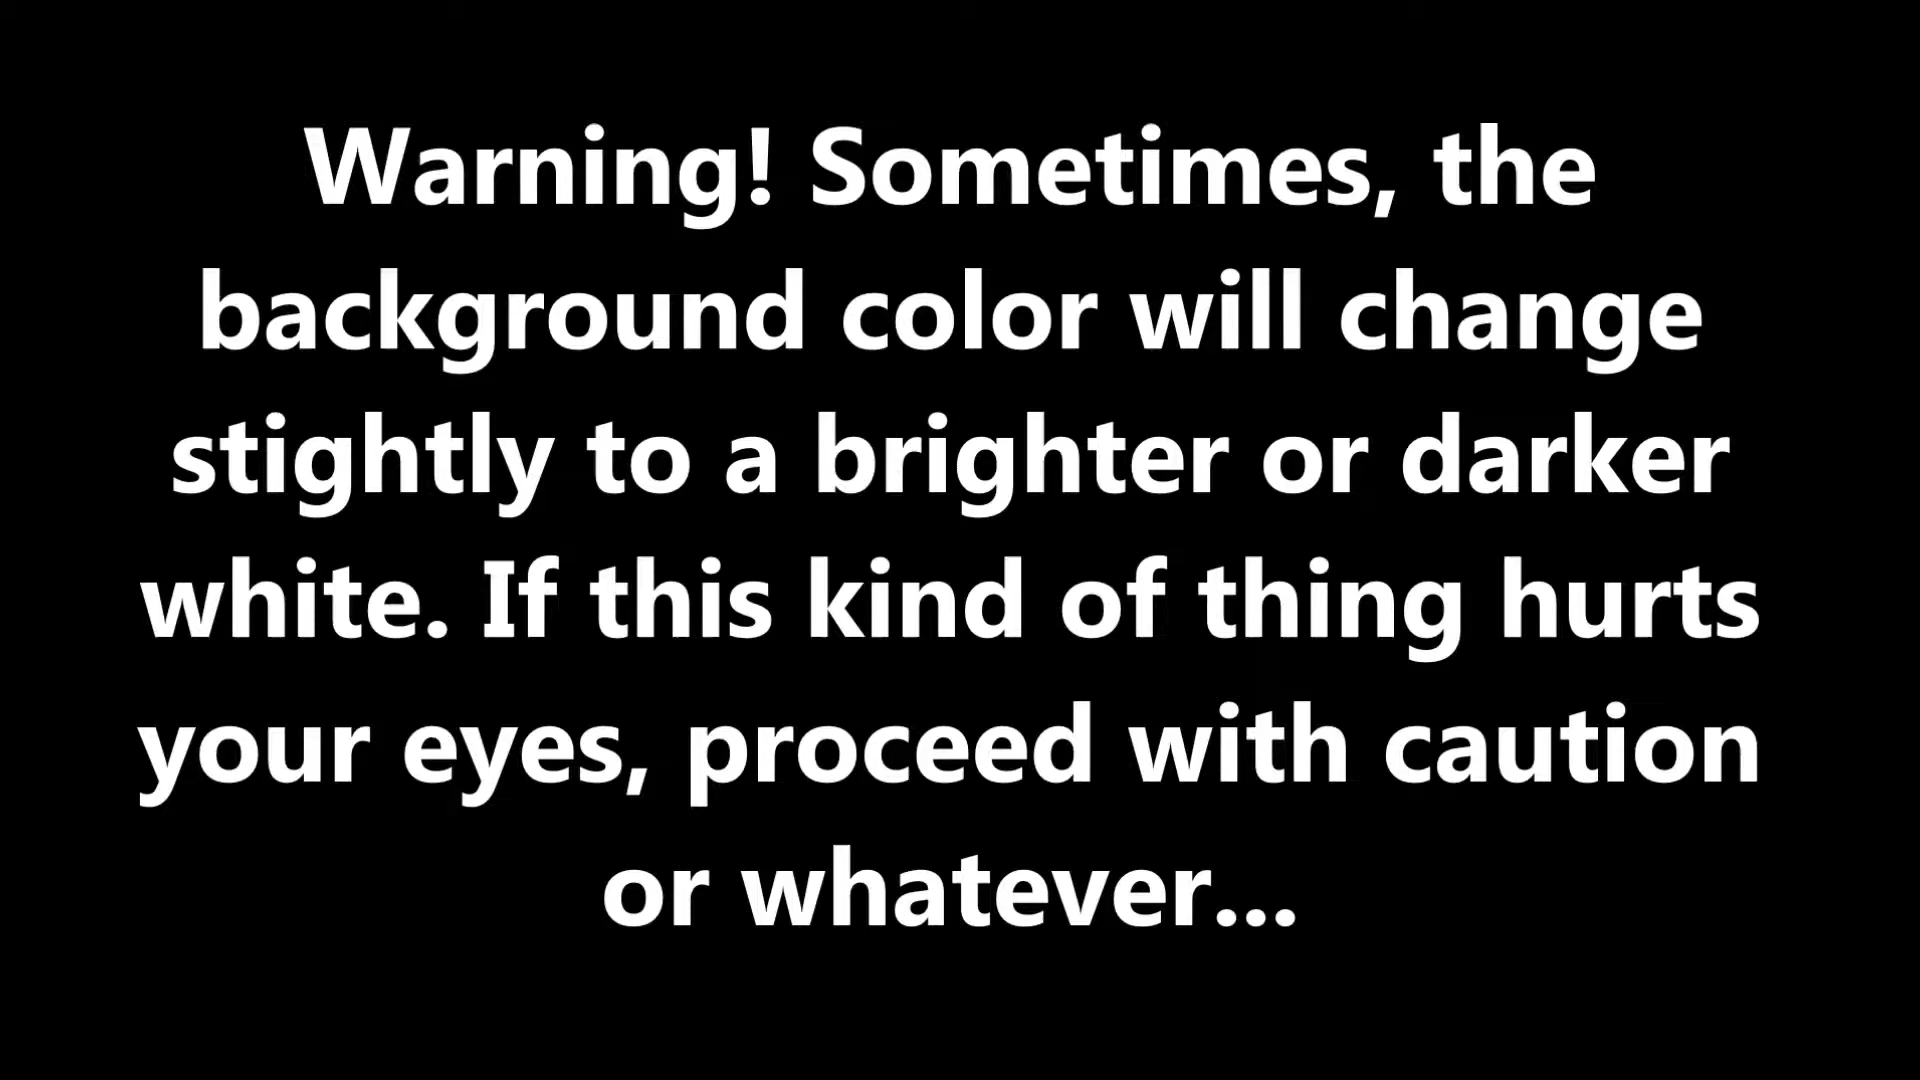 Warning! Sometimes, the
background color will change
stightly to a brighter or darker
white. If this kind of thing hurts
your eyes, proceed with caution
or whatever...